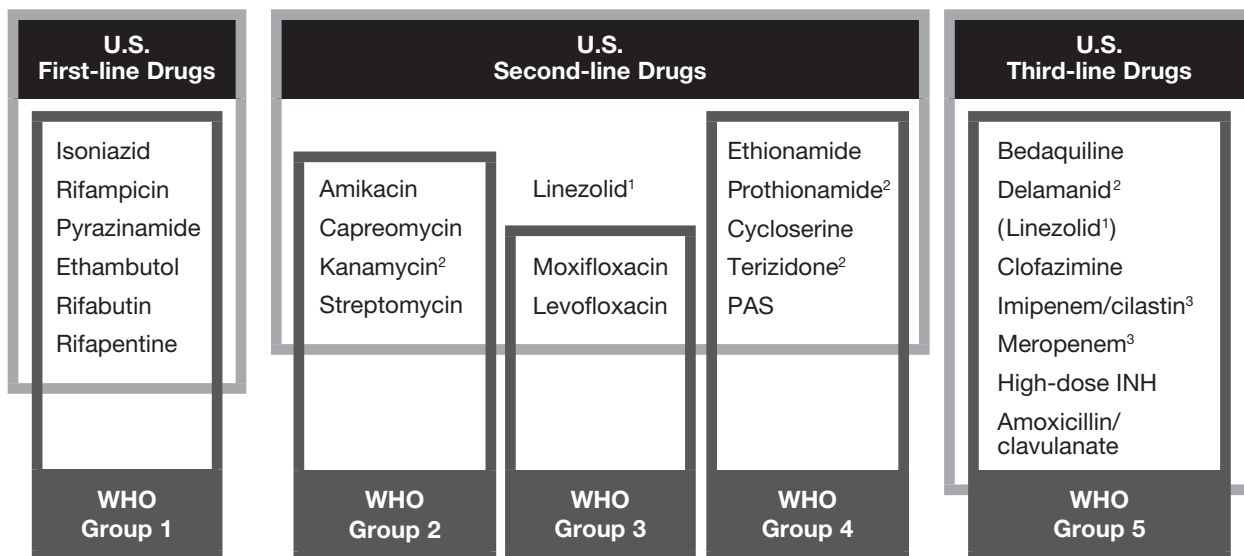 U.S.
First-line Drugs
Isoniazid
Rifampicin
Pyrazinamide
Ethambutol
Rifabutin
Rifapentine
WHO
Group 1
U.S.
Second-line Drugs
Amikacin
Capreomycin
Kanamycin²
Streptomycin
WHO
Group 2
Linezolid¹
Moxifloxacin
Levofloxacin
WHO
Group 3
Ethionamide
Prothionamide²
Cycloserine
Terizidone²
PAS
WHO
Group 4
U.S.
Third-line Drugs
Bedaquiline
Delamanid²
(Linezolid¹)
Clofazimine
Imipenem/cilastin³
Meropenem³
High-dose INH
Amoxicillin/
clavulanate
WHO
Group 5